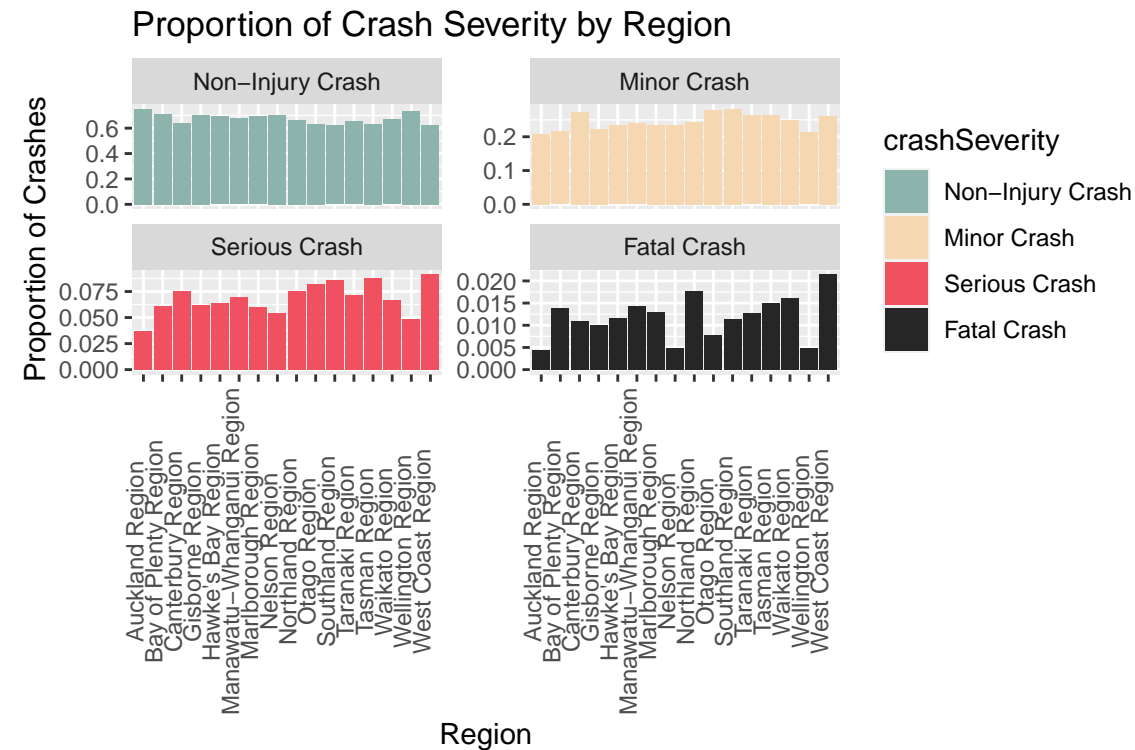 Proportion of Crash Severity by Region
Proportion of Crashes
Non−Injury Crash
0.6
0.4
0.2
0.0
Minor Crash
0.2
0.1
0.0
Serious Crash
0.075
0.050
0.025
0.000
Fatal Crash
0.020
0.015
0.010
0.005
0.000
Auckland Region
Bay of Plenty Region
Canterbury Region
Gisborne Region
Hawke's Bay Region
Manawatu−Whanganui Region
Marlborough Region
Nelson Region
Northland Region
Otago Region
Southland Region
Taranaki Region
Tasman Region
Waikato Region
Wellington Region
West Coast Region
Auckland Region
Bay of Plenty Region
Canterbury Region
Gisborne Region
Hawke's Bay Region
Manawatu−Whanganui Region
Marlborough Region
Nelson Region
Northland Region
Otago Region
Southland Region
Taranaki Region
Tasman Region
Waikato Region
Wellington Region
West Coast Region
Region
crashSeverity
Non−Injury Crash
Minor Crash
Serious Crash
Fatal Crash